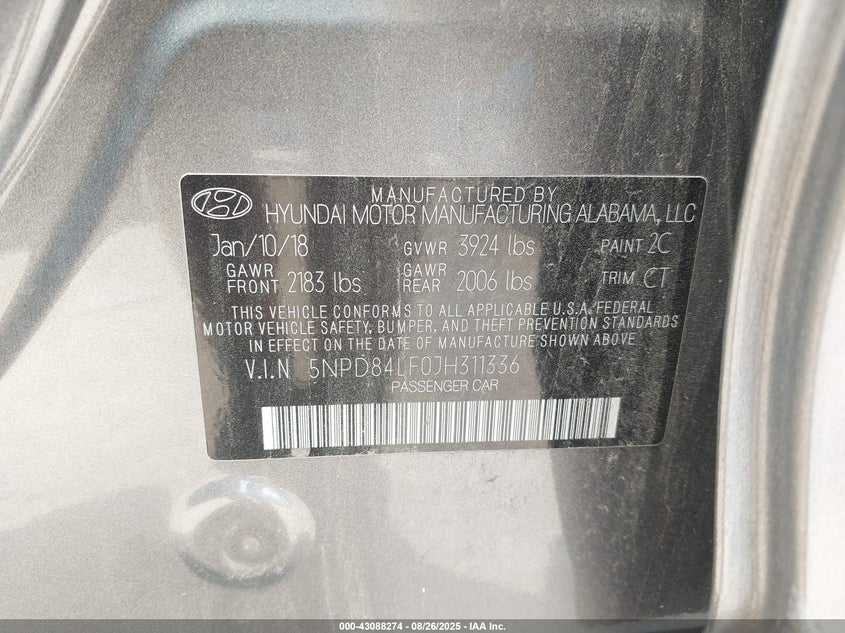 MANUFACTURED BY
HYUNDAI MOTOR MANUFACTURING ALABAMA, LLC
Jan/10/18 GVWR 3924 lbs PAINT 2C
GAWR FRONT 2183 lbs GAWR REAR 2006 lbs TRIM CT
THIS VEHICLE CONFORMS TO ALL APPLICABLE U.S.A. FEDERAL
MOTOR VEHICLE SAFETY, BUMPER, AND THEFT PREVENTION STANDARDS
IN EFFECT ON THE DATE OF MANUFACTURE SHOWN ABOVE
V.I.N 5NPD84LF0JH311336
PASSENGER CAR
000-43088274 - 08/26/2025 - IAA Inc.